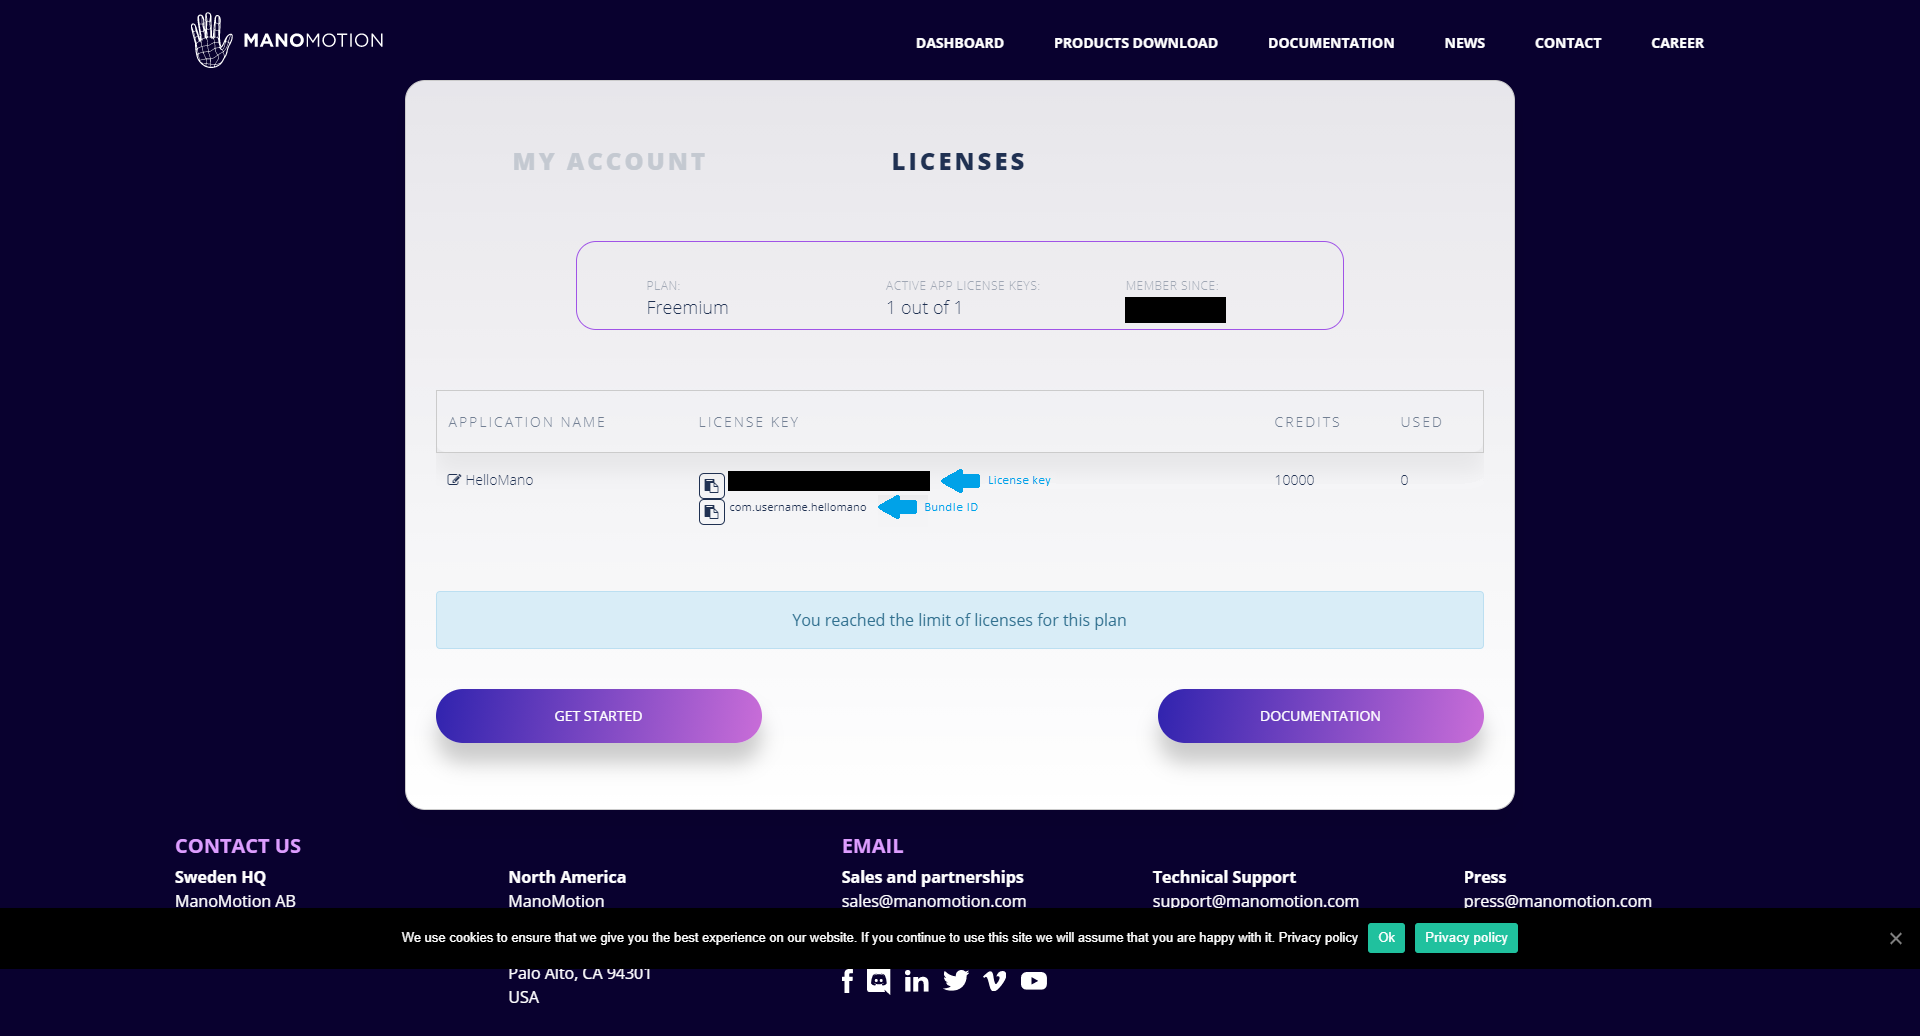 MANOMOTION
DASHBOARD PRODUCTS DOWNLOAD DOCUMENTATION NEWS CONTACT CAREER
MY ACCOUNT LICENSES
PLAN: ACTIVE APP LICENSE KEYS: MEMBER SINCE:
Freemium 1 out of 1
APPLICATION NAME LICENSE KEY CREDITS USED
HelloMano License key 10000 0
com.username.hellomano Bundle ID
You reached the limit of licenses for this plan
GET STARTED DOCUMENTATION
CONTACT US EMAIL
Sweden HQ North America Sales and partnerships Technical Support Press
ManoMotion AB ManoMotion sales@manomotion.com support@manomotion.com press@manomotion.com
We use cookies to ensure that we give you the best experience on our website. If you continue to use this site we will assume that you are happy with it. Privacy policy Ok Privacy policy
Palo Alto, CA 94301
USA